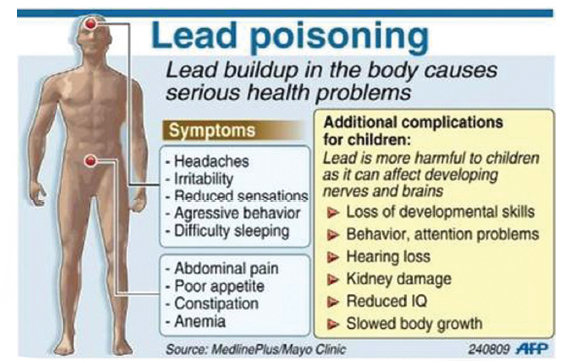 Lead poisoning
Lead buildup in the body causes
serious health problems
Symptoms
- Headaches
- Irritability
- Reduced sensations
- Agressive behavior
- Difficulty sleeping
- Abdominal pain
- Poor appetite
- Constipation
- Anemia
Additional complications
for children:
Lead is more harmful to children
as it can affect developing
nerves and brains
Loss of developmental skills
Behavior, attention problems
Hearing loss
Kidney damage
Reduced IQ
Slowed body growth
Source: MedlinePlus/Mayo Clinic
240809 AFP